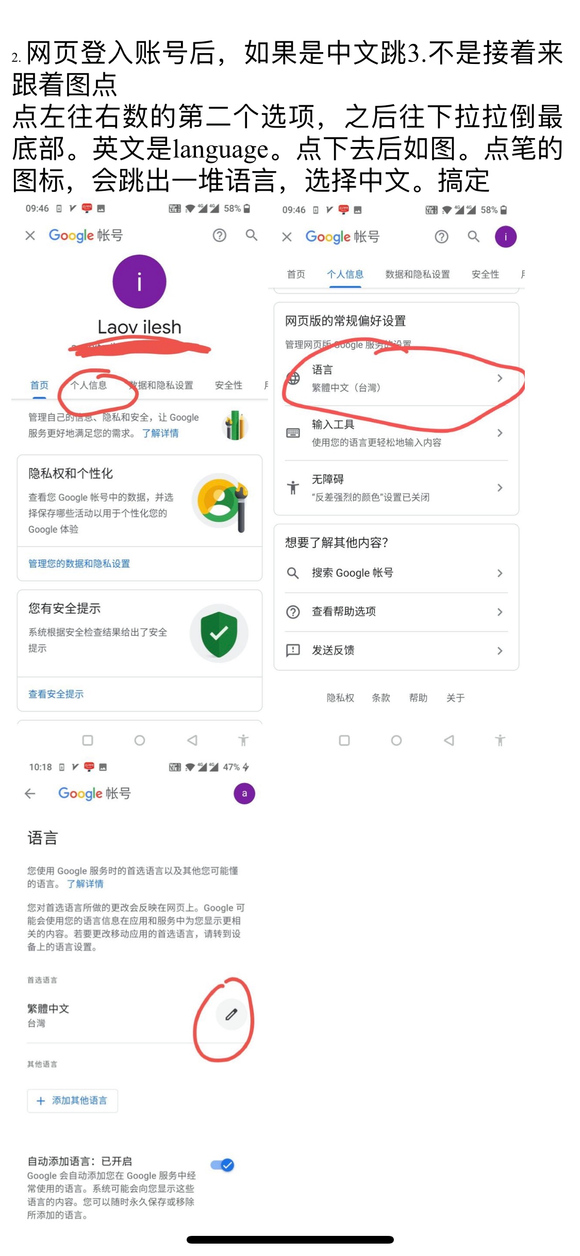 2. 网页登入账号后，如果是中文跳3.不是接着来
跟着图点
点左往右数的第二个选项，之后往下拉拉倒最
底部。英文是language。点下去后如图。点笔的
图标，会跳出一堆语言，选择中文。搞定
09:46
58%
Google 帐号
i
Laov ilesh
首页 个人信息 数据和隐私设置 安全性
管理自己的信息、隐私和安全，让 Google
服务更好地满足您的需求。 了解详情
隐私权和个性化
查看您 Google 帐号中的数据，并选
择保存哪些活动以用于个性化您的
Google 体验
管理您的数据和隐私设置
您有安全提示
系统根据安全检查结果给出了安全
提示
查看安全提示
09:46
58%
Google 帐号
i
首页 个人信息 数据和隐私设置 安全性
网页版的常规偏好设置
管理网页版 Google 服务的设置
语言
繁體中文（台灣）
输入工具
使用您的语言更轻松地输入内容
无障碍
“反差强烈的颜色”设置已关闭
想要了解其他内容？
搜索 Google 帐号
查看帮助选项
发送反馈
隐私权 条款 帮助 关于
10:18
47%
Google 帐号
a
语言
您使用 Google 服务时的首选语言以及其他您可能懂
的语言。 了解详情
您对首选语言所做的更改会反映在网页上。Google 可
能会使用您的语言信息在应用和服务中为您显示更相
关的内容。若要更改移动应用的首选语言，请转到设
备上的语言设置。
首选语言
繁體中文
台灣
其他语言
+ 添加其他语言
自动添加语言：已开启
Google 会自动添加您在 Google 服务中经
常使用的语言。系统可能会向您显示这些
语言的内容。您可以随时永久保存或移除
所添加的语言。